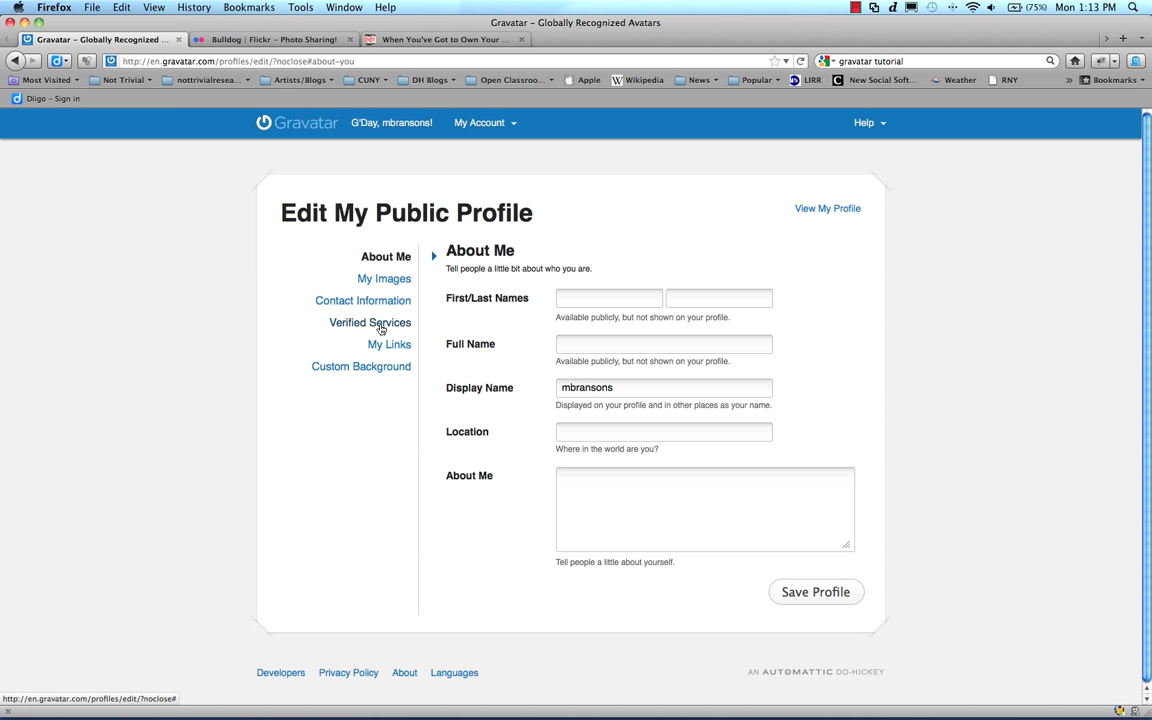 Firefox File Edit View History Bookmarks Tools Window Help (75%) Mon 1:13 PM
Gravatar - Globally Recognized Avatars
Gravatar - Globally Recognized ... Bulldog | Flickr - Photo Sharing! When You've Got to Own Your ...
http://en.gravatar.com/profiles/edit/?noclose#about-you gravatar tutorial
Most Visited Not Trivial nottrivialresea... Artists/Blogs CUNY DH Blogs Open Classroo... Apple Wikipedia News Popular LIRR New Social Soft... Weather RNY » Bookmarks
Diigo - Sign in
Gravatar G'Day, mbransons! My Account Help
Edit My Public Profile
View My Profile
About Me
My Images
Contact Information
Verified Services
My Links
Custom Background
About Me
Tell people a little bit about who you are.
First/Last Names
Available publicly, but not shown on your profile.
Full Name
Available publicly, but not shown on your profile.
Display Name mbransons
Displayed on your profile and in other places as your name.
Location
Where in the world are you?
About Me
Tell people a little about yourself.
Save Profile
Developers Privacy Policy About Languages AN AUTOMATTIC DO-HICKEY
http://en.gravatar.com/profiles/edit/?noclose#